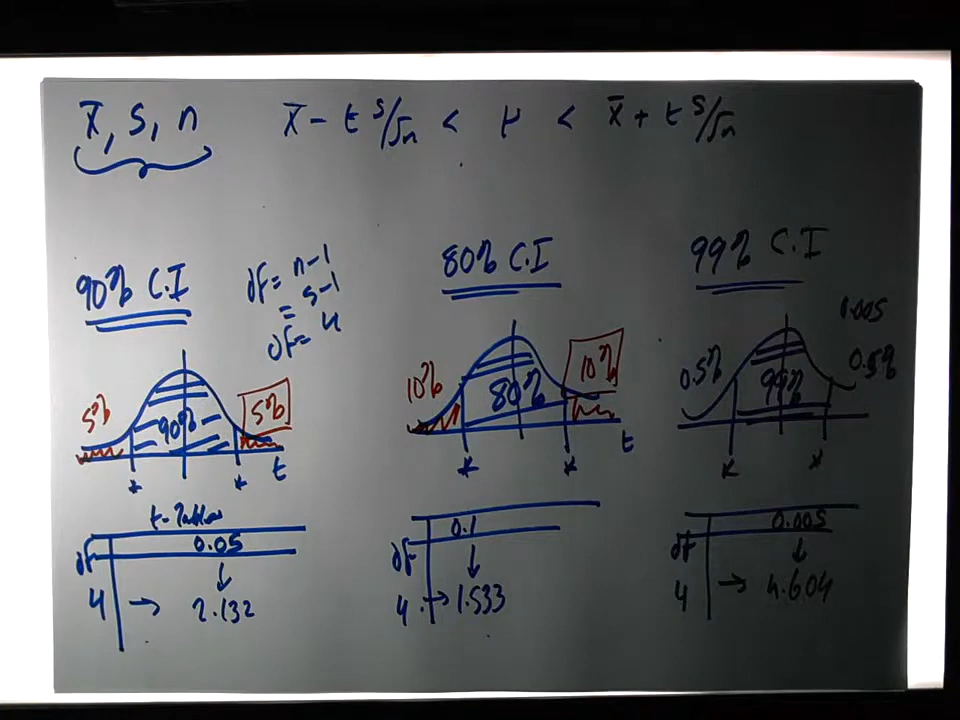 x̄, s, n
x̄ - t s/√n < μ < x̄ + t s/√n
90% C.I
df = n-1
= 5-1
df = 4
5%
90%
5%
t
* *
t-Tables
df
0.05
↓
4 → 2.132
80% C.I
10%
80%
10%
t
* *
df
0.1
↓
4 → 1.533
99% C.I
0.005
0.5%
99%
0.5%
* *
df
0.005
↓
4 → 4.604